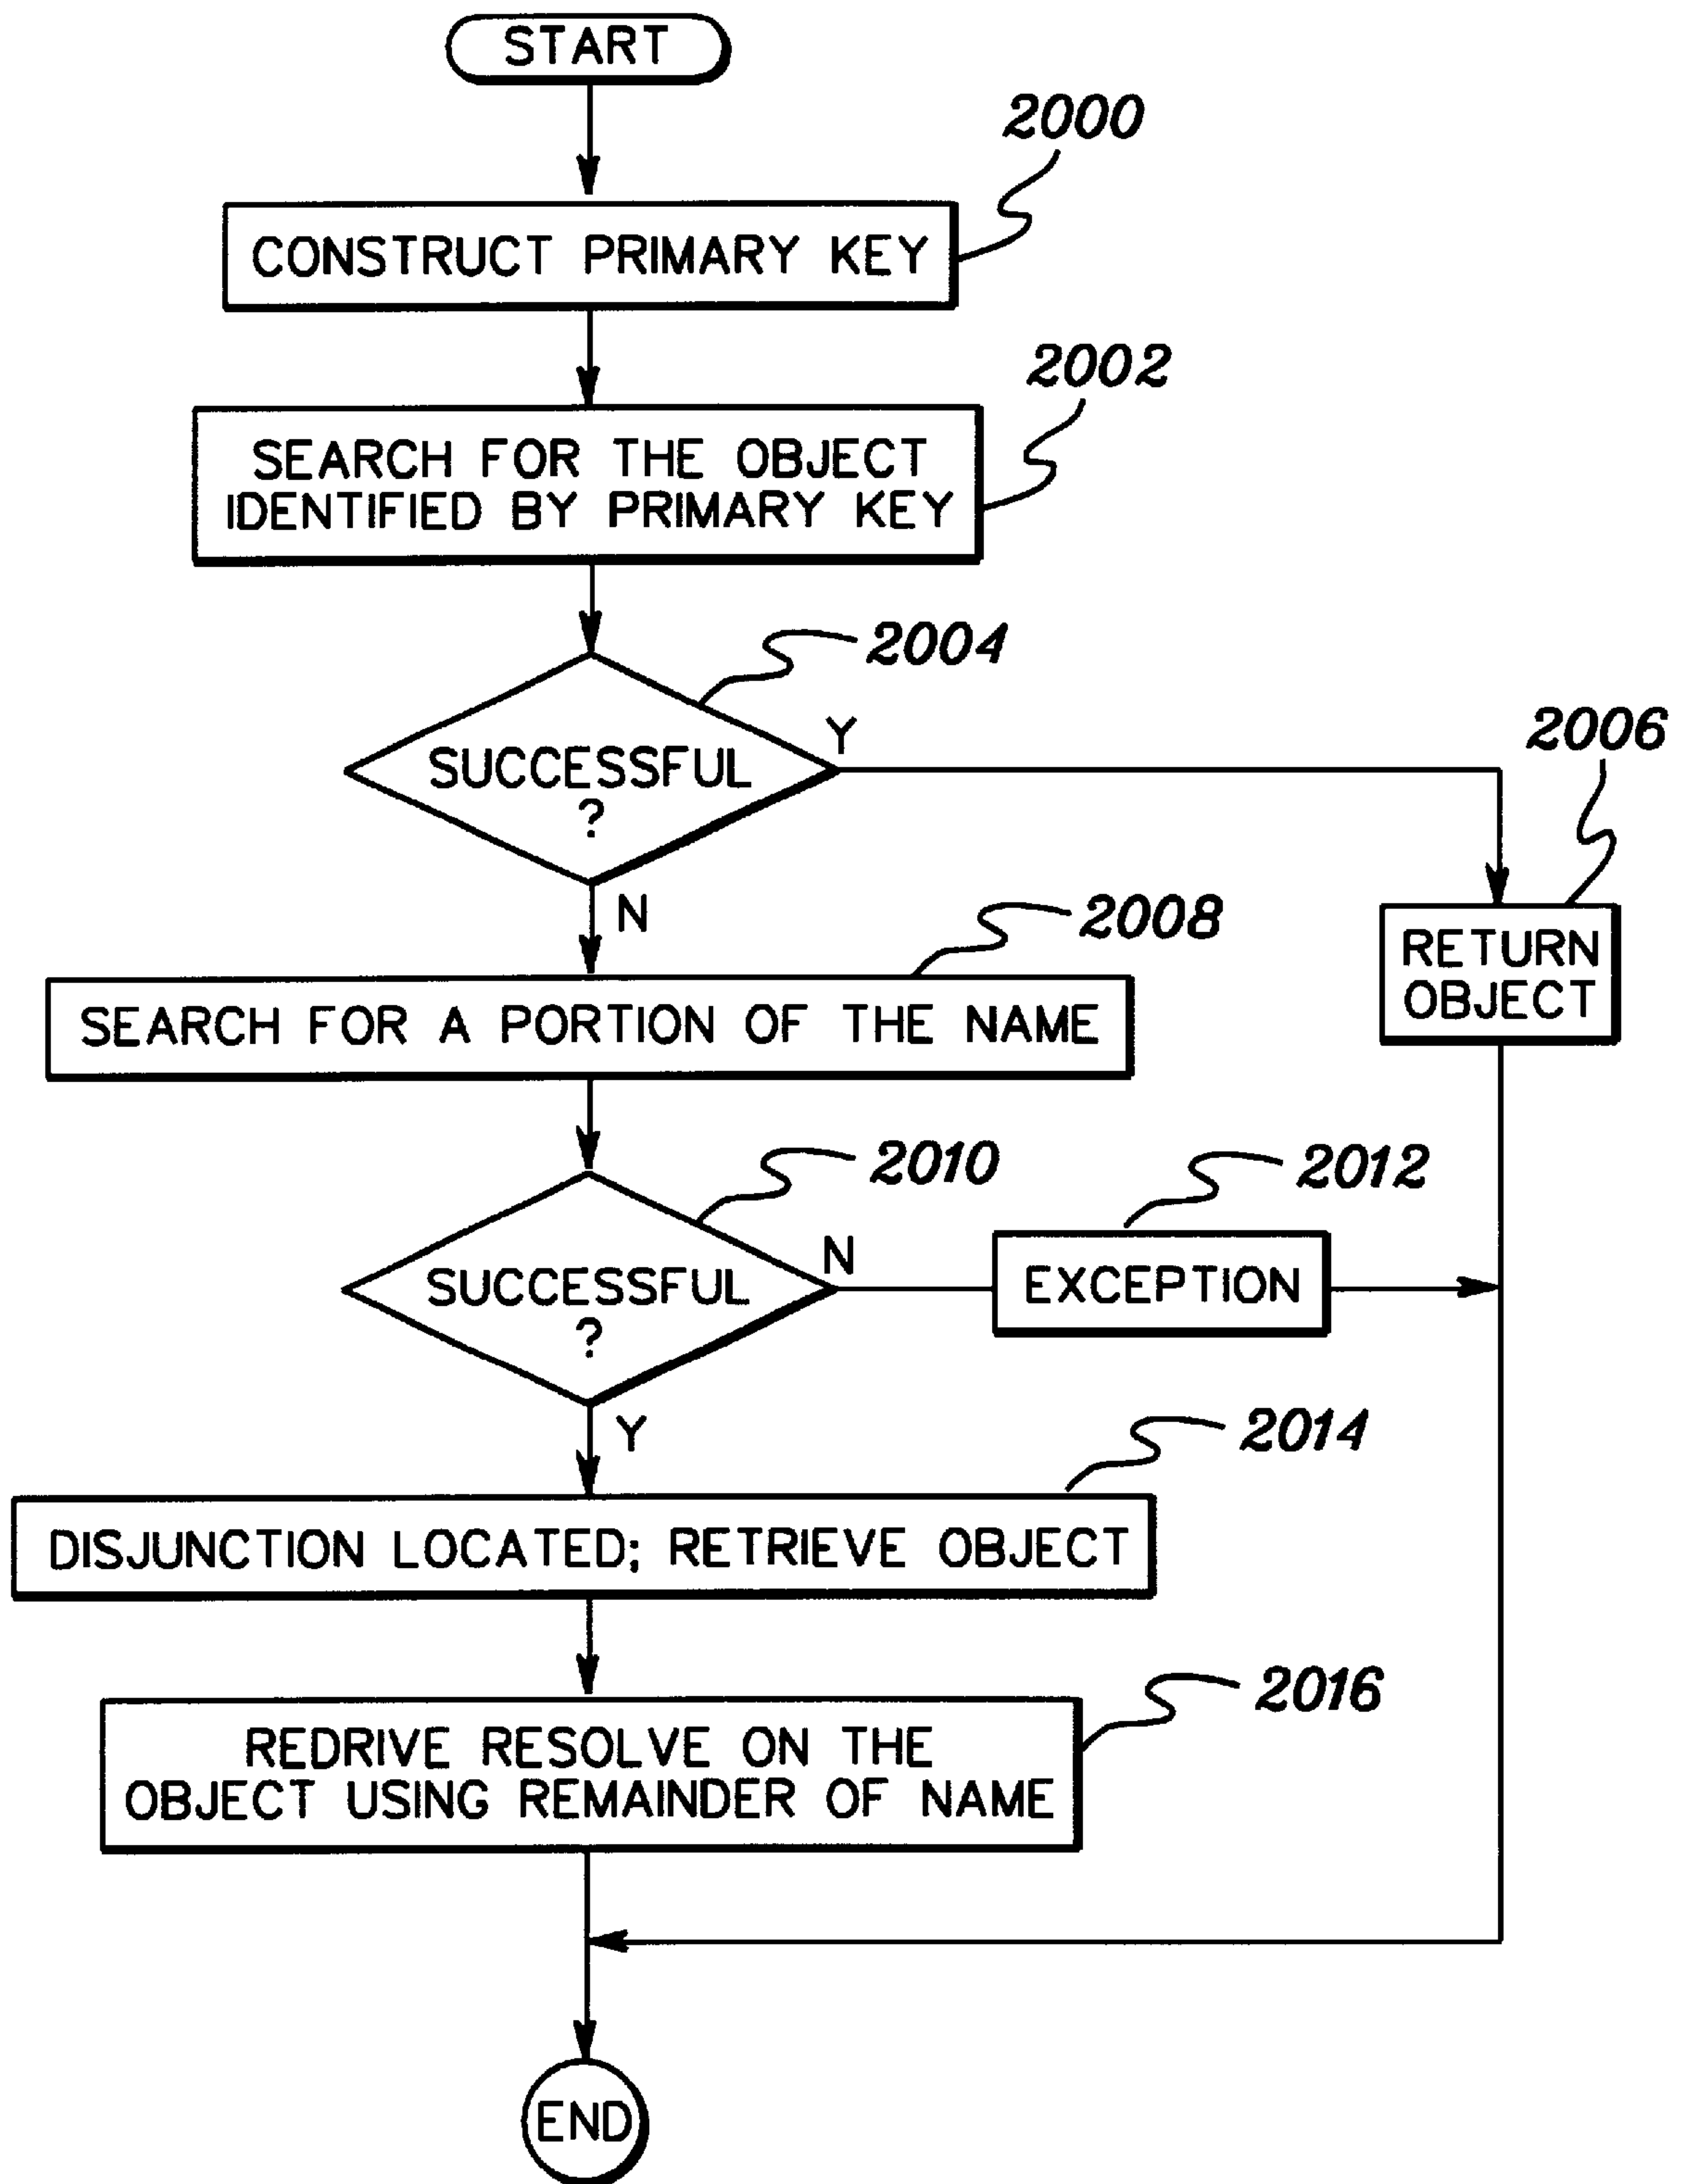 START
2000
CONSTRUCT PRIMARY KEY
2002
SEARCH FOR THE OBJECT
IDENTIFIED BY PRIMARY KEY
2004
SUCCESSFUL
?
Y
2006
RETURN
OBJECT
N
2008
SEARCH FOR A PORTION OF THE NAME
2010
SUCCESSFUL
?
N
2012
EXCEPTION
Y
2014
DISJUNCTION LOCATED; RETRIEVE OBJECT
2016
REDRIVE RESOLVE ON THE
OBJECT USING REMAINDER OF NAME
END